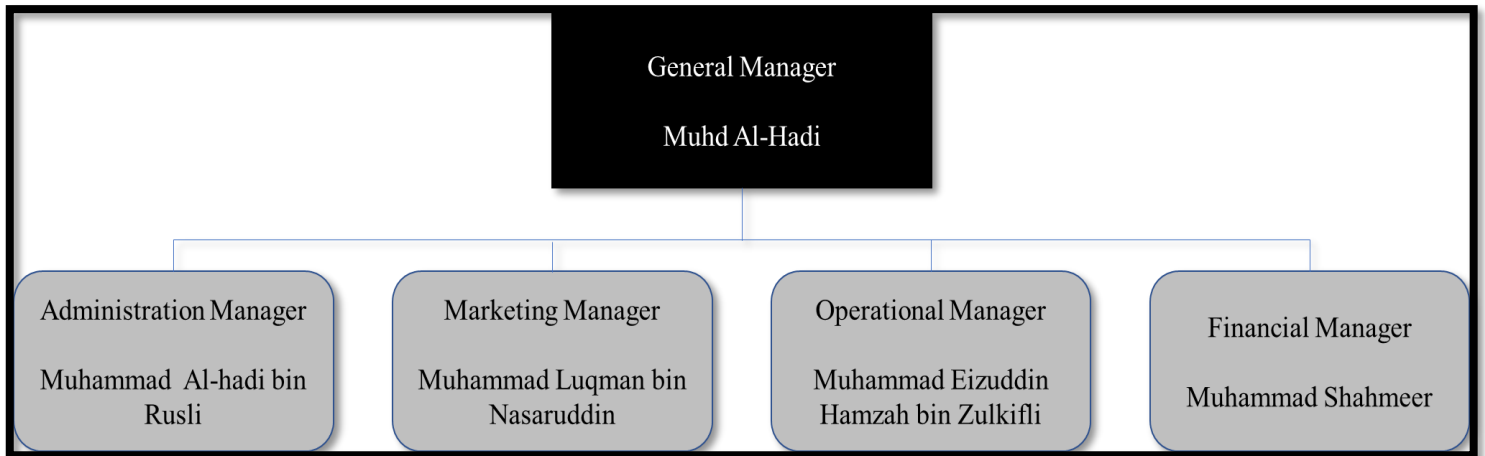 General Manager
Muhd Al-Hadi
Administration Manager
Muhammad Al-hadi bin
Rusli
Marketing Manager
Muhammad Luqman bin
Nasaruddin
Operational Manager
Muhammad Eizuddin
Hamzah bin Zulkifli
Financial Manager
Muhammad Shahmeer